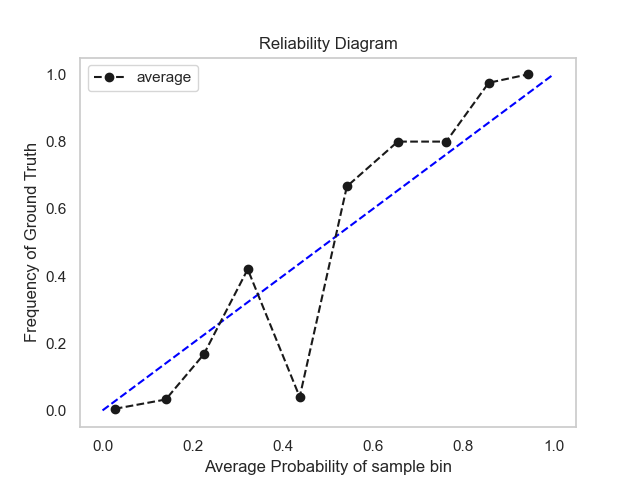 Reliability Diagram
average
Frequency of Ground Truth
1.0
0.8
0.6
0.4
0.2
0.0
0.0 0.2 0.4 0.6 0.8 1.0
Average Probability of sample bin